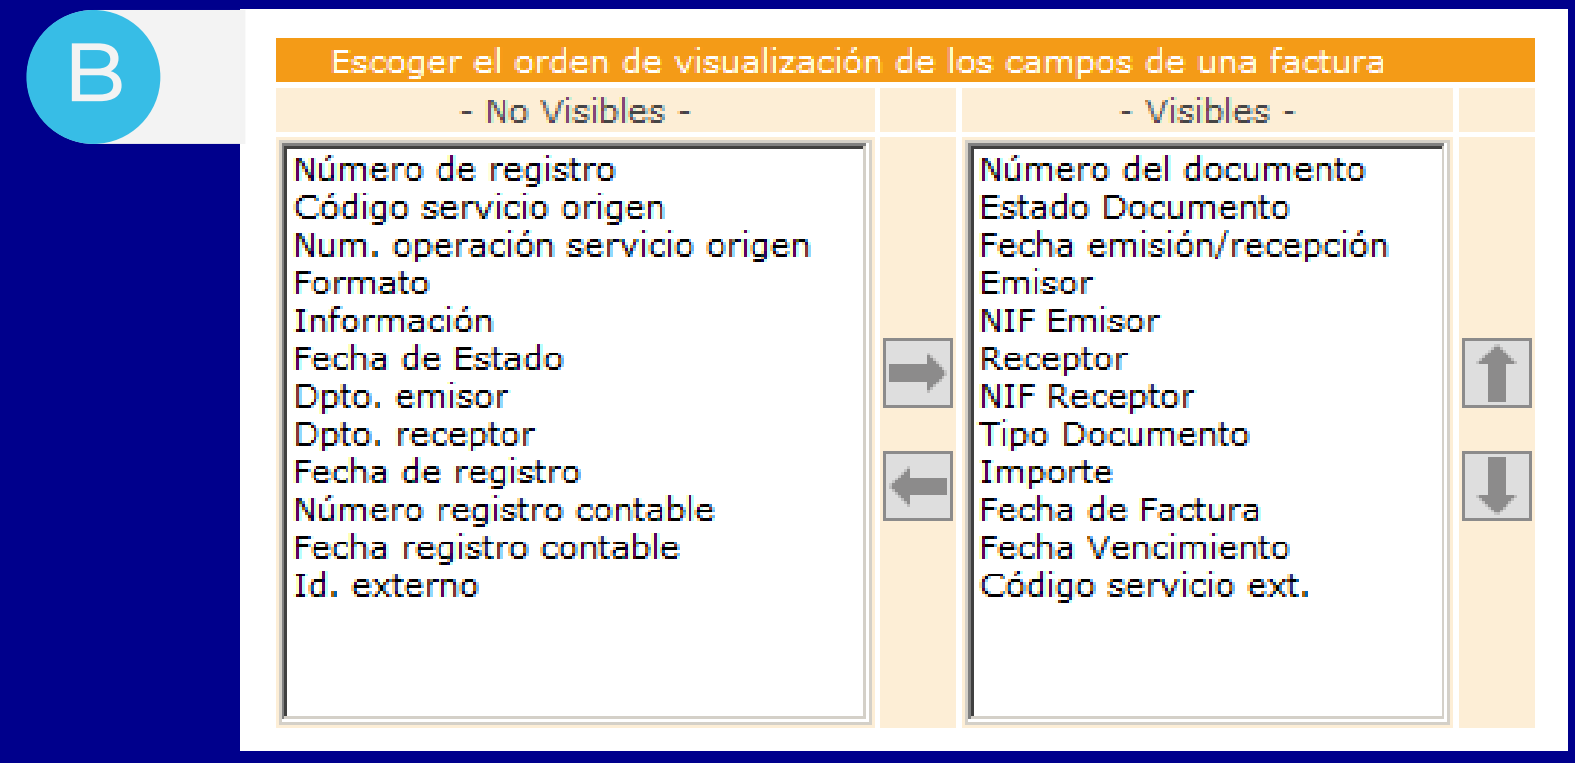 B
Escoger el orden de visualización de los campos de una factura
- No Visibles -
- Visibles -
Número de registro
Código servicio origen
Num. operación servicio origen
Formato
Información
Fecha de Estado
Dpto. emisor
Dpto. receptor
Fecha de registro
Número registro contable
Fecha registro contable
Id. externo
Número del documento
Estado Documento
Fecha emisión/recepción
Emisor
NIF Emisor
Receptor
NIF Receptor
Tipo Documento
Importe
Fecha de Factura
Fecha Vencimiento
Código servicio ext.